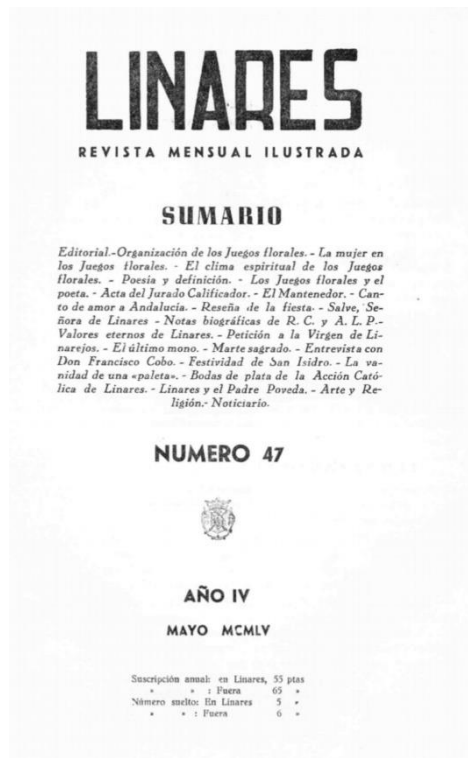 LINARES
REVISTA MENSUAL ILUSTRADA
SUMARIO
Editorial.-Organización de los Juegos florales. - La mujer en
los Juegos florales. - El clima espiritual de los Juegos
florales. - Poesia y definición. - Los Juegos florales y el
poeta. - Acta del Jurado Calificador. - El Mantenedor. - Can-
to de amor a Andalucia. - Reseña de la fiesta. - Salve, Se-
ñora de Linares - Notas biográficas de R. C. y A. L. P.-
Valores eternos de Linares. - Petición a la Virgen de Li-
narejos. - El último mono. - Marte sagrado. - Entrevista con
Don Francisco Cobo. - Festividad de San Isidro. - La va-
nidad de una «paleta». - Bodas de plata de la Acción Cató-
lica de Linares. - Linares y el Padre Poveda. - Arte y Re-
ligión.- Noticiario.
NUMERO 47
AÑO IV
MAYO MCMLV
Suscripción anual: en Linares, 55 ptas
» » : Fuera 65 »
Número suelto: En Linares 5 »
» » : Fuera 6 »